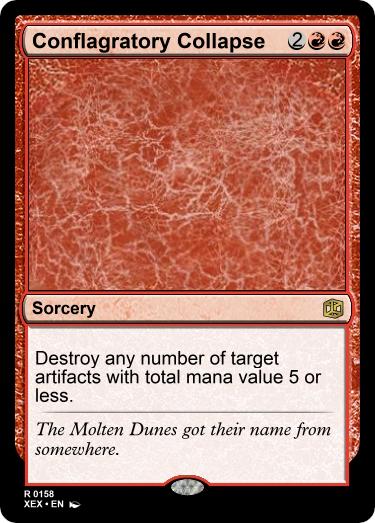 Conflagratory Collapse 2
Sorcery
Destroy any number of target
artifacts with total mana value 5 or
less.
The Molten Dunes got their name from
somewhere.
R 0158
XEX • EN